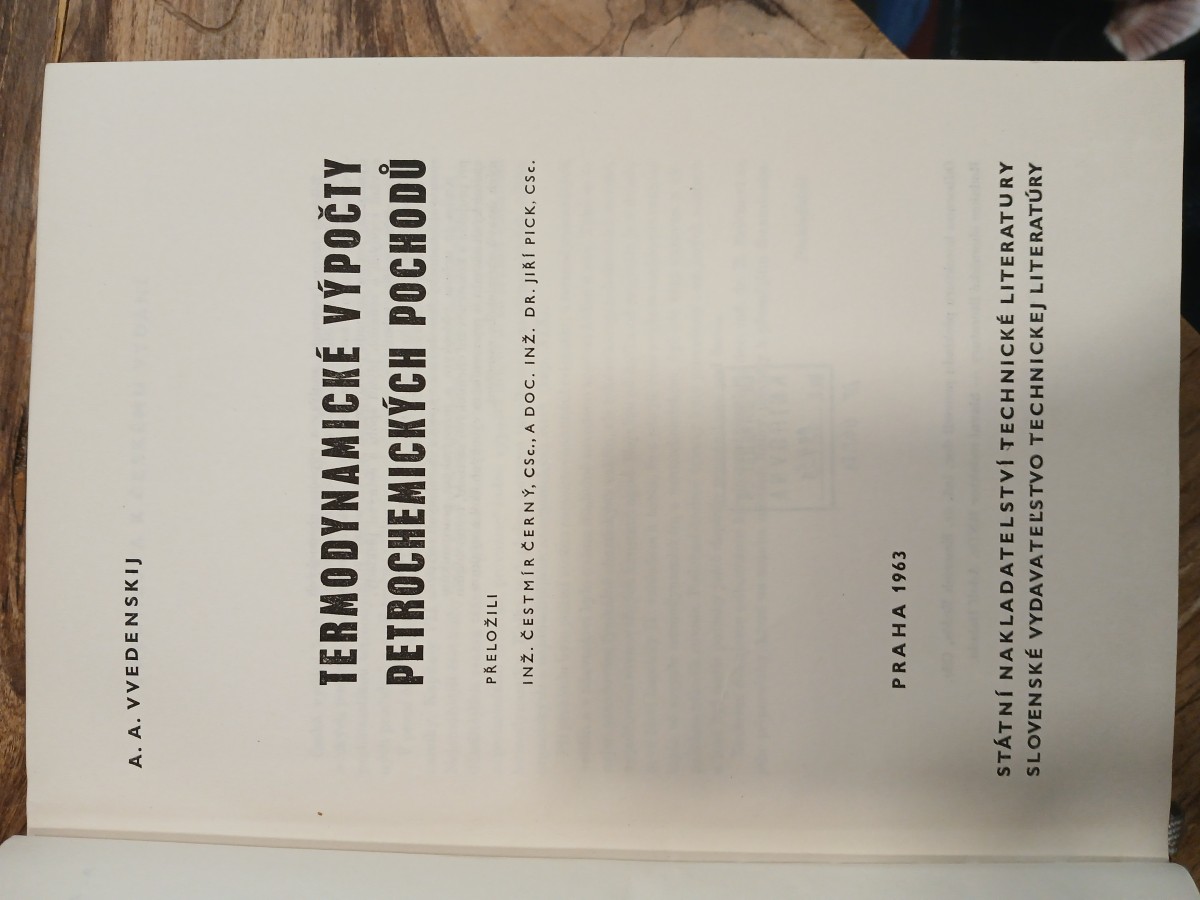 A. A. VVEDENSKIJ
TERMODYNAMICKÉ VÝPOČTY
PETROCHEMICKÝCH POCHODŮ
PŘELOŽILI
INŽ. ČESTMÍR ČERNÝ, CSc., A DOC. INŽ. DR. JIŘÍ PICK, CSc.
PRAHA 1963
STÁTNÍ NAKLADATELSTVÍ TECHNICKÉ LITERATURY
SLOVENSKÉ VYDAVATEĽSTVO TECHNICKEJ LITERATÚRY